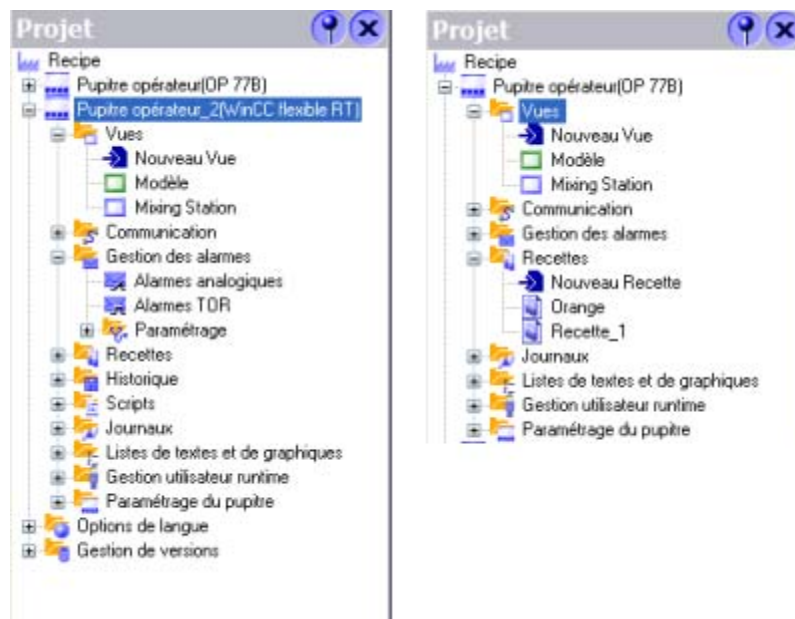 Projet
Recipe
Pupitre opérateur(OP 77B)
Pupitre opérateur_2(WinCC flexible RT)
Vues
Nouveau Vue
Modèle
Mixing Station
Communication
Gestion des alarmes
Alarmes analogiques
Alarmes TOR
Paramétrage
Recettes
Historique
Scripts
Journaux
Listes de textes et de graphiques
Gestion utilisateur runtime
Paramétrage du pupitre
Options de langue
Gestion de versions
Projet
Recipe
Pupitre opérateur(OP 77B)
Vues
Nouveau Vue
Modèle
Mixing Station
Communication
Gestion des alarmes
Recettes
Nouveau Recette
Orange
Recette_1
Journaux
Listes de textes et de graphiques
Gestion utilisateur runtime
Paramétrage du pupitre